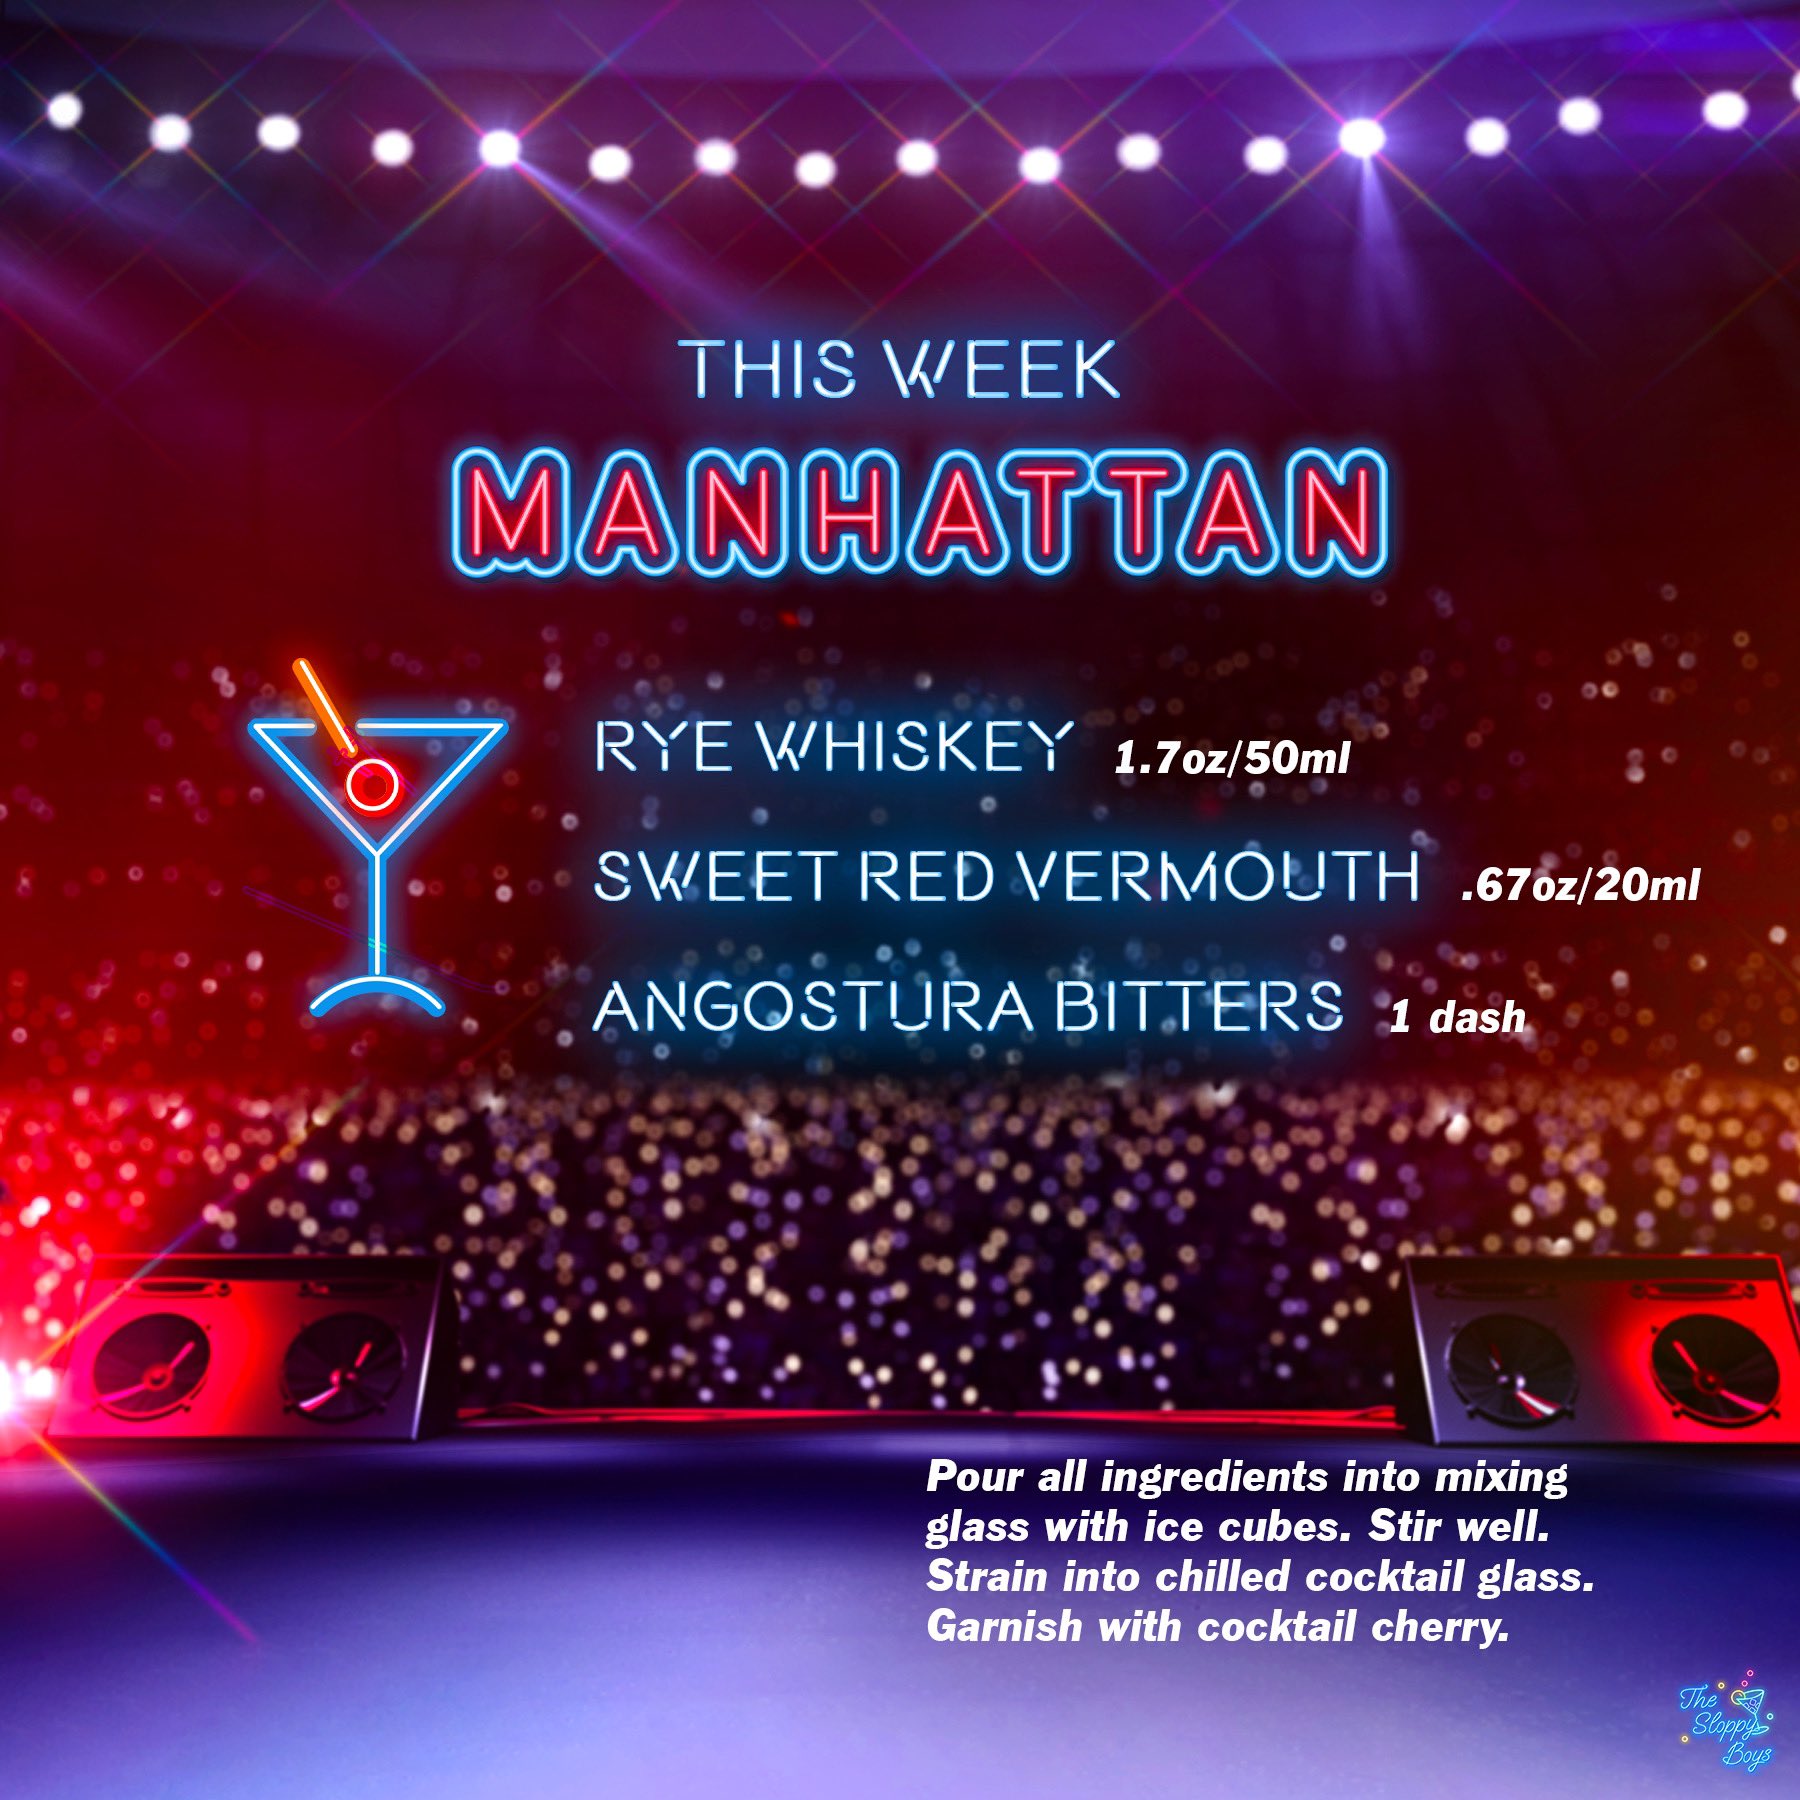 THIS WEEK
MANHATTAN
RYE WHISKEY 1.7oz/50ml
SWEET RED VERMOUTH .67oz/20ml
ANGOSTURA BITTERS 1 dash
Pour all ingredients into mixing
glass with ice cubes. Stir well.
Strain into chilled cocktail glass.
Garnish with cocktail cherry.
The
Sloppy
Boys